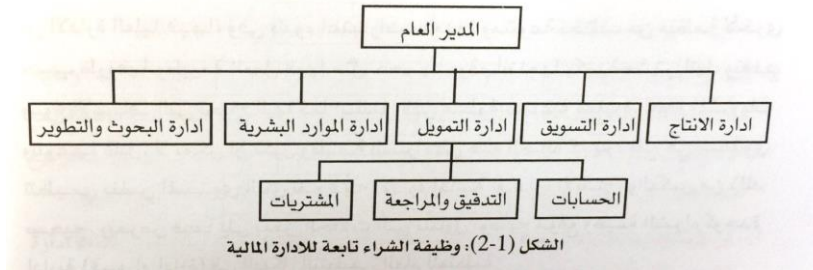 المدير العام
ادارة الانتاج
ادارة التسويق
ادارة التمويل
ادارة الموارد البشرية
ادارة البحوث والتطوير
الحسابات
التدقيق والمراجعة
المشتريات
الشكل (1-2): وظيفة الشراء تابعة للادارة المالية